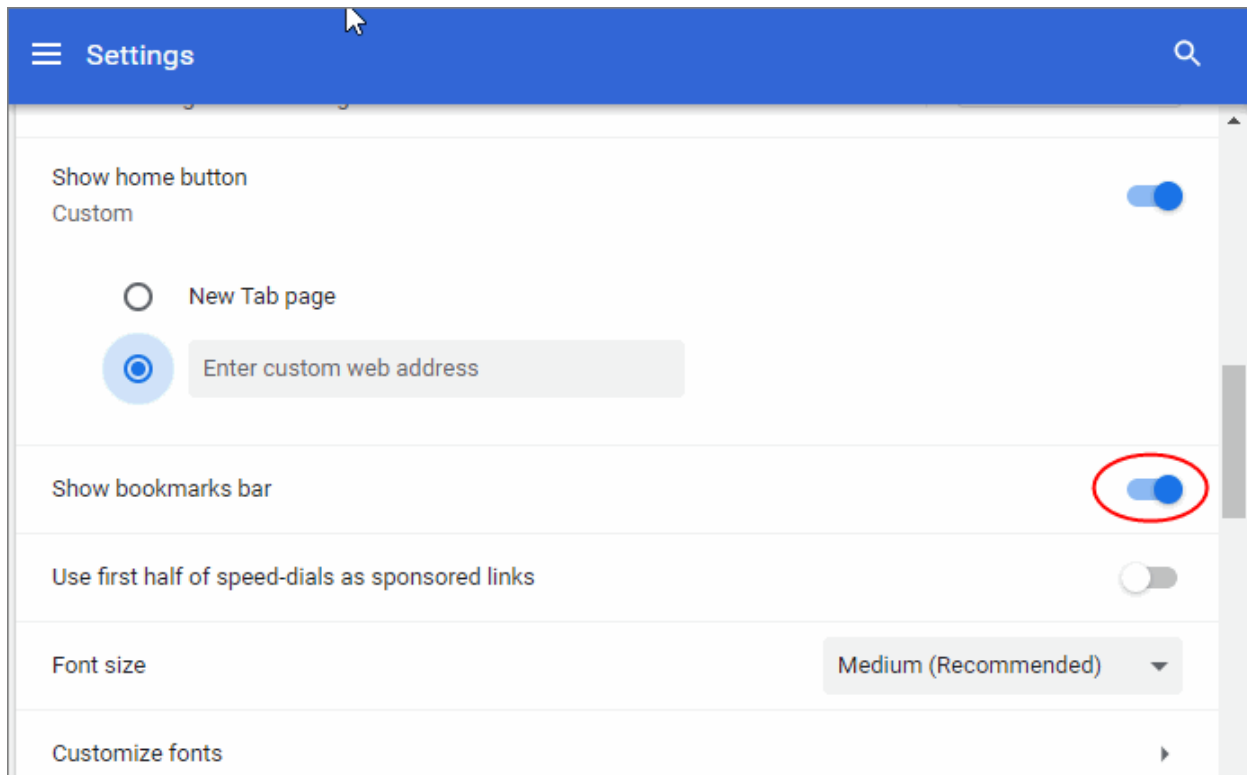 Settings
Show home button
Custom
New Tab page
Enter custom web address
Show bookmarks bar
Use first half of speed-dials as sponsored links
Font size
Medium (Recommended)
Customize fonts